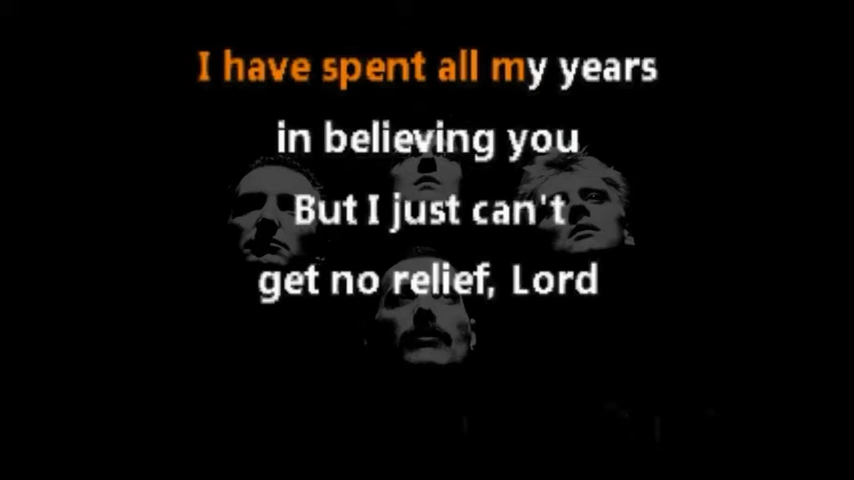 I have spent all my years
in believing you
But I just can't
get no relief, Lord